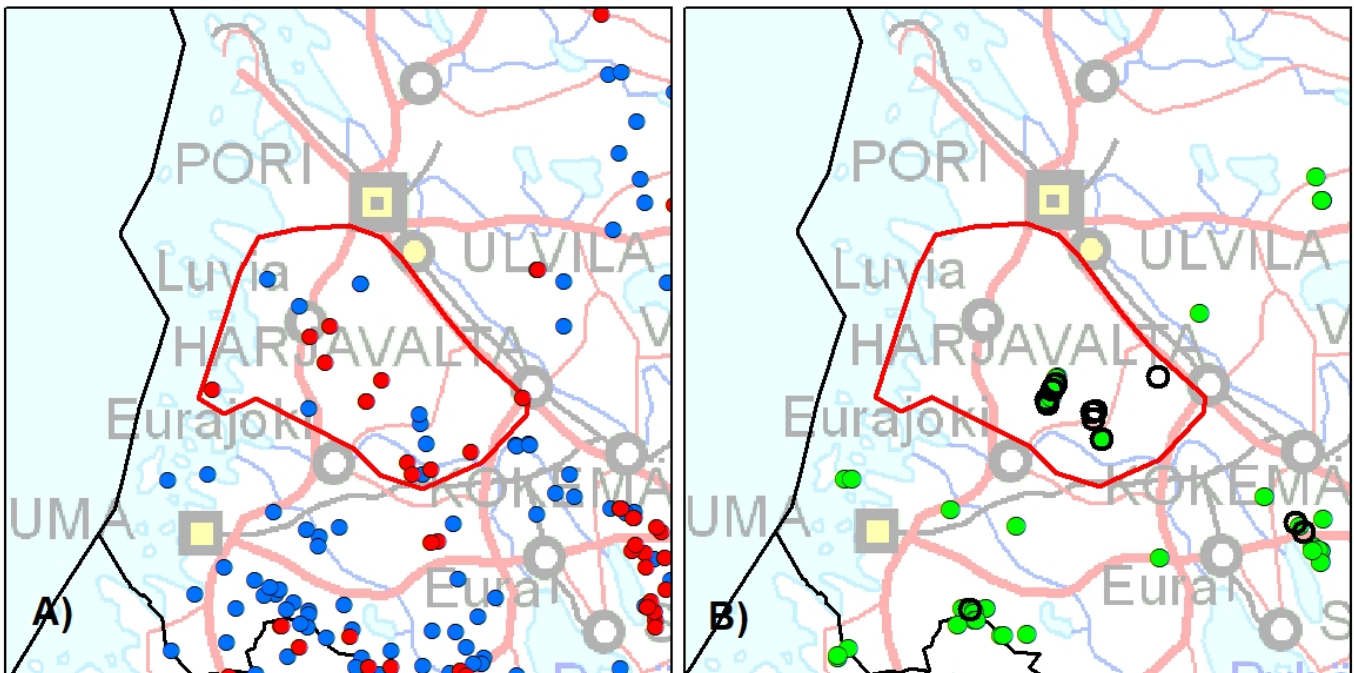 PORI
ULVILA
Luvia
HARJAVALTA
V
Eurajoki
KOKEMÄ
UMA
Eura
A)
S
PORI
ULVILA
Luvia
HARJAVALTA
V
Eurajoki
KOKEMÄ
UMA
Eura
B)
S